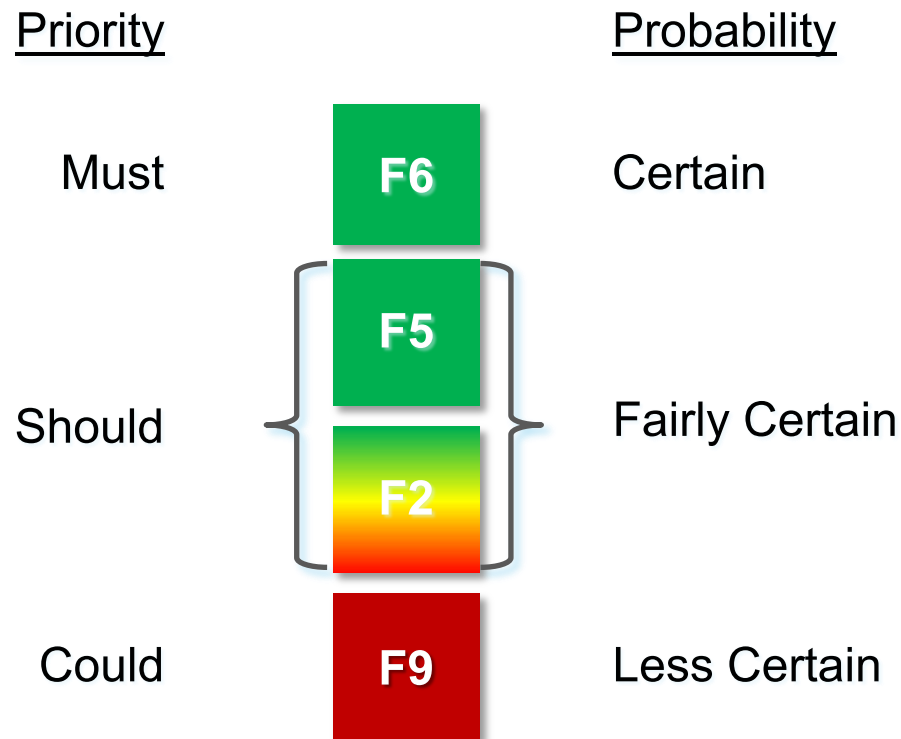 Priority
Probability
Must
F6
Certain
F5
Should
Fairly Certain
F2
Could
F9
Less Certain